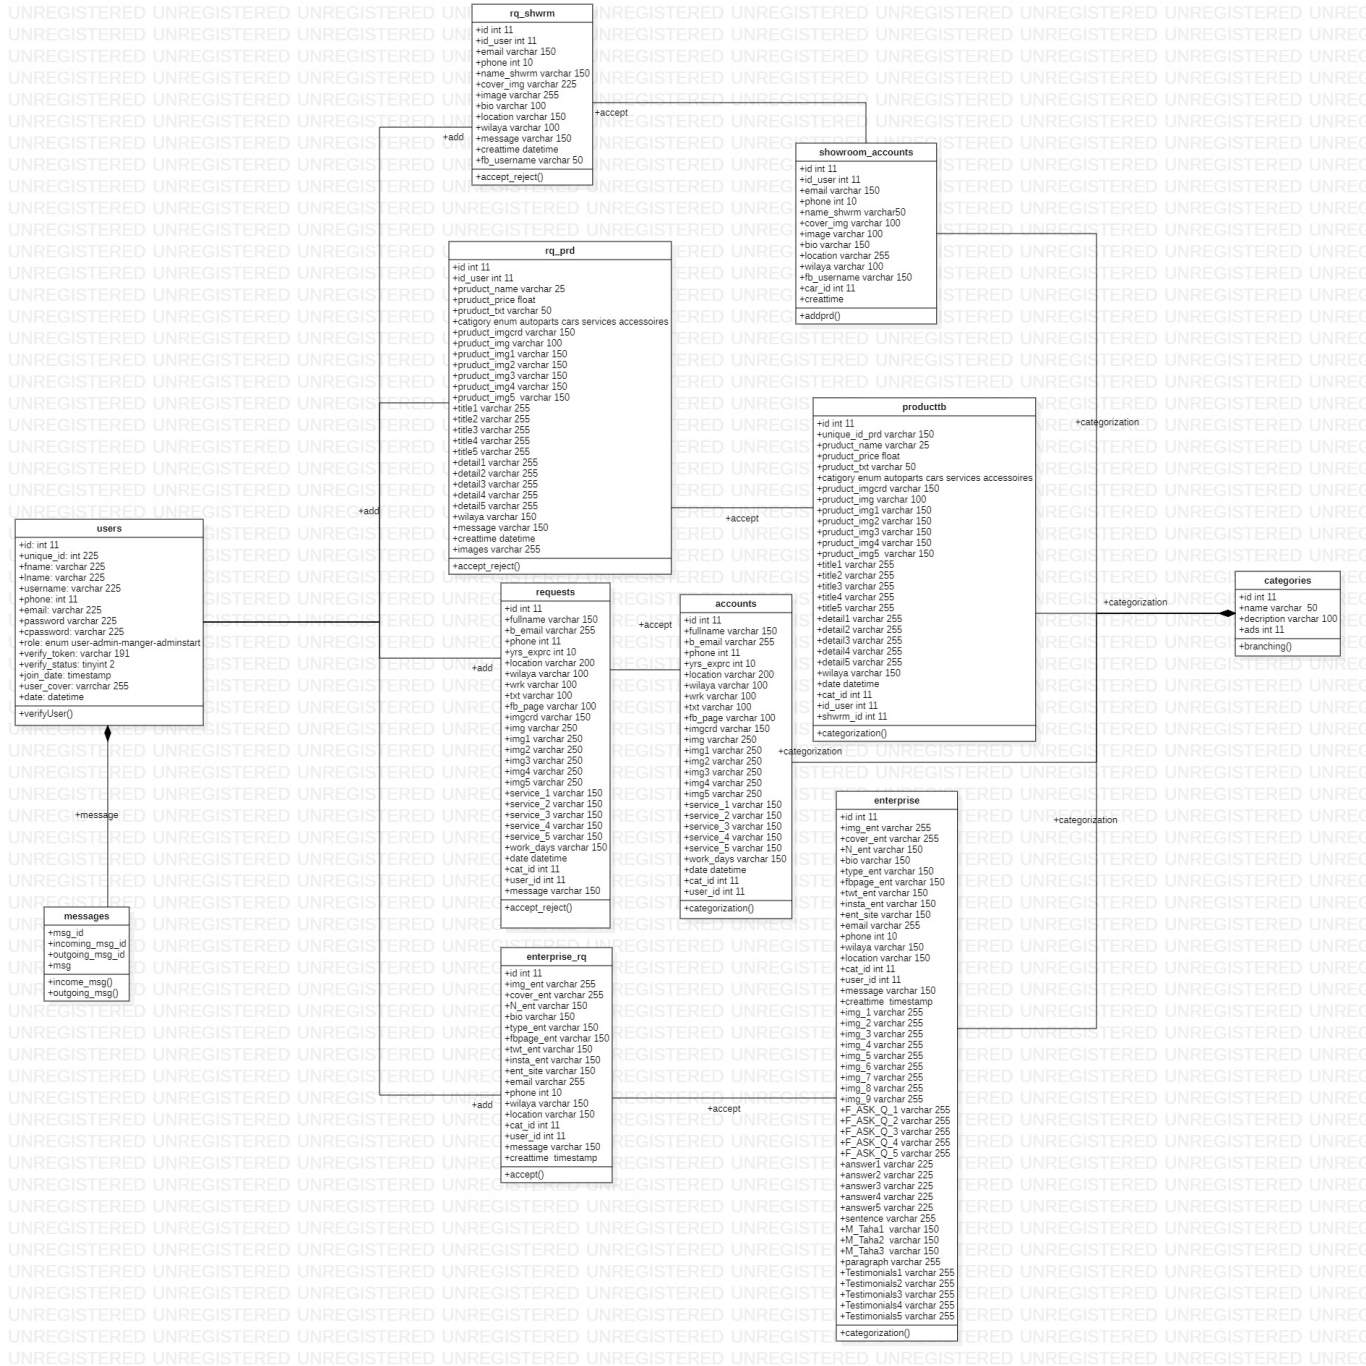 rq_shwrm
+id int 11
+id_user int 11
+email varchar 150
+phone int 10
+name_shwrm varchar 150
+cover_img varchar 225
+image varchar 255
+bio varchar 100
+location varchar 150
+wilaya varchar 100
+message varchar 150
+creattime datetime
+fb_username varchar 50
+accept_reject()
+accept
+add
showroom_accounts
+id int 11
+id_user int 11
+email varchar 150
+phone int 10
+name_shwrm varchar50
+cover_img varchar 100
+image varchar 100
+bio varchar 150
+location varchar 255
+wilaya varchar 100
+fb_username varchar 150
+car_id int 11
+creattime
+addprd()
rq_prd
+id int 11
+id_user int 11
+pruduct_name varchar 25
+pruduct_price float
+pruduct_txt varchar 50
+catigory enum autoparts cars services accessoires
+pruduct_imgcrd varchar 150
+pruduct_img varchar 100
+pruduct_img1 varchar 150
+pruduct_img2 varchar 150
+pruduct_img3 varchar 150
+pruduct_img4 varchar 150
+pruduct_img5 varchar 150
+title1 varchar 255
+title2 varchar 255
+title3 varchar 255
+title4 varchar 255
+title5 varchar 255
+detail1 varchar 255
+detail2 varchar 255
+detail3 varchar 255
+detail4 varchar 255
+detail5 varchar 255
+wilaya varchar 150
+message varchar 150
+creattime datetime
+images varchar 255
+accept_reject()
+add
+accept
producttb
+id int 11
+unique_id_prd varchar 150
+pruduct_name varchar 25
+pruduct_price float
+pruduct_txt varchar 50
+catigory enum autoparts cars services accessoires
+pruduct_imgcrd varchar 150
+pruduct_img varchar 100
+pruduct_img1 varchar 150
+pruduct_img2 varchar 150
+pruduct_img3 varchar 150
+pruduct_img4 varchar 150
+pruduct_img5 varchar 150
+title1 varchar 255
+title2 varchar 255
+title3 varchar 255
+title4 varchar 255
+title5 varchar 255
+detail1 varchar 255
+detail2 varchar 255
+detail3 varchar 255
+detail4 varchar 255
+detail5 varchar 255
+wilaya varchar 150
+date datetime
+cat_id int 11
+id_user int 11
+shwrm_id int 11
+categorization()
+categorization
+categorization
+categorization
+categorization
users
+id: int 11
+unique_id: int 225
+fname: varchar 225
+lname: varchar 225
+username: varchar 225
+phone: int 11
+email: varchar 225
+password varchar 225
+cpassword: varchar 225
+role: enum user-admin-manger-adminstart
+verify_token: varchar 191
+verify_status: tinyint 2
+join_date: timestamp
+user_cover: varrchar 255
+date: datetime
+verifyUser()
+message
messages
+msg_id
+incoming_msg_id
+outgoing_msg_id
+msg
+income_msg()
+outgoing_msg()
requests
+id int 11
+fullname varchar 150
+b_email varchar 255
+phone int 11
+yrs_exprc int 10
+location varchar 200
+wilaya varchar 100
+wrk varchar 100
+txt varchar 100
+fb_page varchar 100
+imgcrd varchar 150
+img varchar 250
+img1 varchar 250
+img2 varchar 250
+img3 varchar 250
+img4 varchar 250
+img5 varchar 250
+service_1 varchar 150
+service_2 varchar 150
+service_3 varchar 150
+service_4 varchar 150
+service_5 varchar 150
+work_days varchar 150
+date datetime
+cat_id int 11
+user_id int 11
+message varchar 150
+accept_reject()
+add
+accept
accounts
+id int 11
+fullname varchar 150
+b_email varchar 255
+phone int 11
+yrs_exprc int 10
+location varchar 200
+wilaya varchar 100
+wrk varchar 100
+txt varchar 100
+fb_page varchar 100
+imgcrd varchar 150
+img varchar 250
+img1 varchar 250
+img2 varchar 250
+img3 varchar 250
+img4 varchar 250
+img5 varchar 250
+service_1 varchar 150
+service_2 varchar 150
+service_3 varchar 150
+service_4 varchar 150
+service_5 varchar 150
+work_days varchar 150
+date datetime
+cat_id int 11
+user_id int 11
+categorization()
categories
+id int 11
+name varchar 50
+decription varchar 100
+ads int 11
+branching()
enterprise_rq
+id int 11
+img_ent varchar 255
+cover_ent varchar 255
+N_ent varchar 150
+bio varchar 150
+type_ent varchar 150
+fbpage_ent varchar 150
+twt_ent varchar 150
+insta_ent varchar 150
+ent_site varchar 150
+email varchar 255
+phone int 10
+wilaya varchar 150
+location varchar 150
+cat_id int 11
+user_id int 11
+message varchar 150
+creattime timestamp
+accept()
+add
+accept
enterprise
+id int 11
+img_ent varchar 255
+cover_ent varchar 255
+N_ent varchar 150
+bio varchar 150
+type_ent varchar 150
+fbpage_ent varchar 150
+twt_ent varchar 150
+insta_ent varchar 150
+ent_site varchar 150
+email varchar 255
+phone int 10
+wilaya varchar 150
+location varchar 150
+cat_id int 11
+user_id int 11
+message varchar 150
+creattime timestamp
+img_1 varchar 255
+img_2 varchar 255
+img_3 varchar 255
+img_4 varchar 255
+img_5 varchar 255
+img_6 varchar 255
+img_7 varchar 255
+img_8 varchar 255
+img_9 varchar 255
+F_ASK_Q_1 varchar 255
+F_ASK_Q_2 varchar 255
+F_ASK_Q_3 varchar 255
+F_ASK_Q_4 varchar 255
+F_ASK_Q_5 varchar 255
+answer1 varchar 225
+answer2 varchar 225
+answer3 varchar 225
+answer4 varchar 225
+answer5 varchar 225
+sentence varchar 255
+M_Taha1 varchar 150
+M_Taha2 varchar 150
+M_Taha3 varchar 150
+paragraph varchar 255
+Testimonials1 varchar 255
+Testimonials2 varchar 255
+Testimonials3 varchar 255
+Testimonials4 varchar 255
+Testimonials5 varchar 255
+categorization()